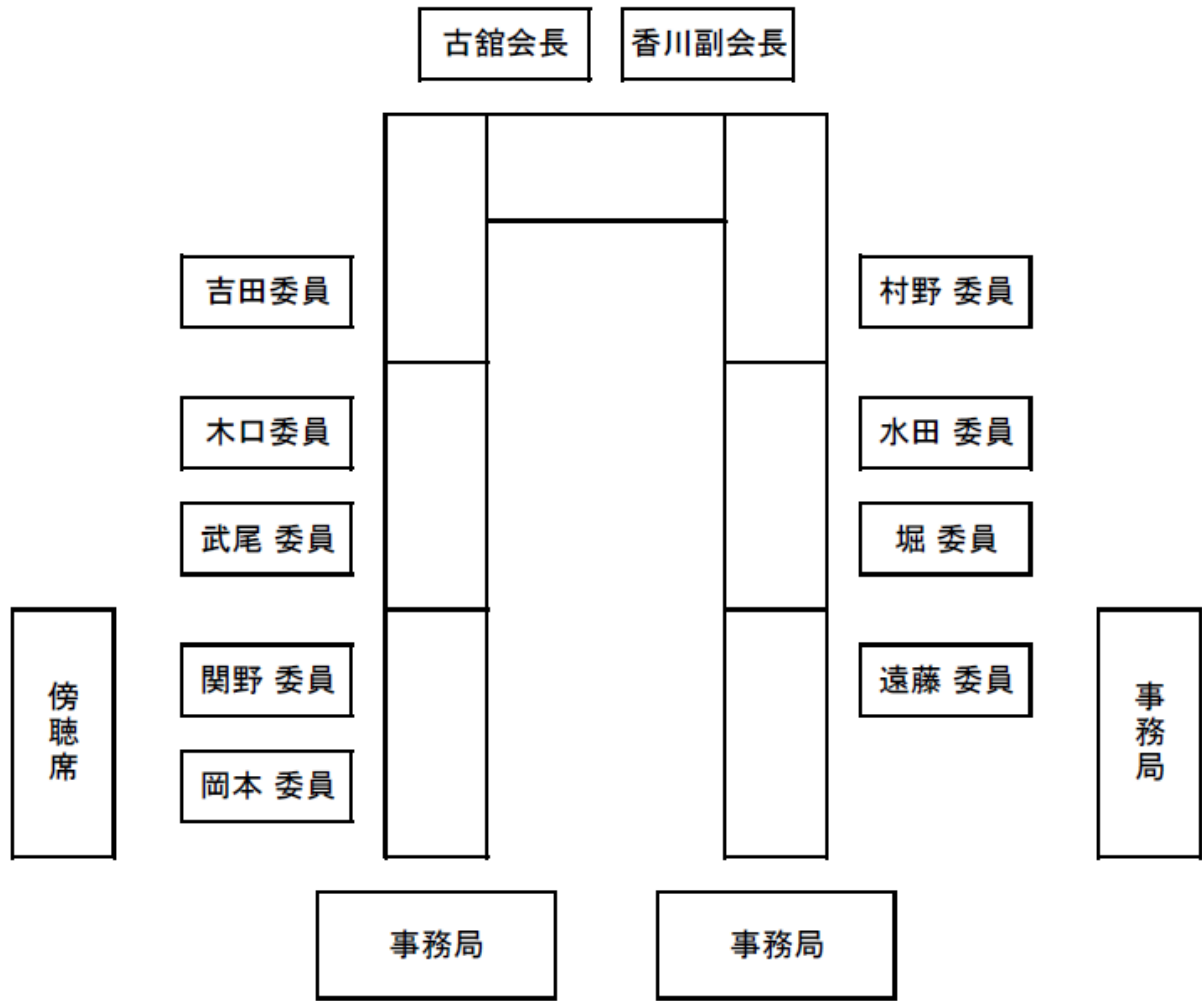 古舘会長 香川副会長
吉田委員 村野 委員
木口委員 水田 委員
武尾 委員 堀 委員
関野 委員 遠藤 委員
傍聴席
事務局
岡本 委員
事務局 事務局